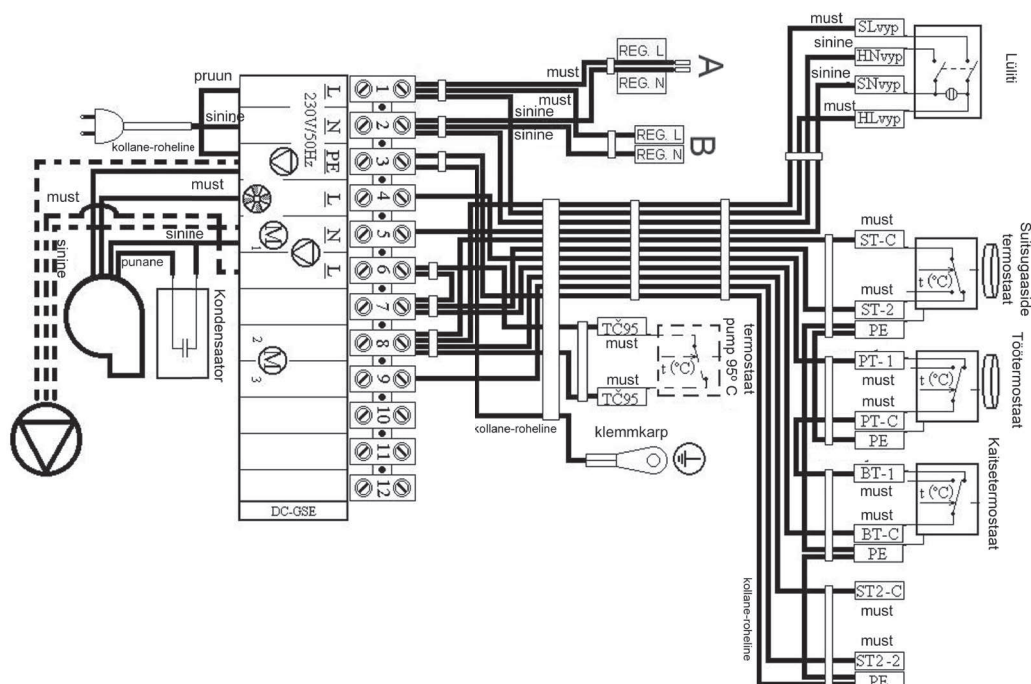 must
SLvyp
sinine
HNvyp
sinine
SNvyp
must
HLvyp
Lüliti
REG. L
A
must
REG. N
must
sinine
sinine
REG. L
B
REG. N
pruun
sinine
kollane-roheline
230V/50Hz
L
N
PE
L
N
L
M
1
M
2
3
DC-GSE
1
2
3
4
5
6
7
8
9
10
11
12
must
must
sinine
sinine
punane
Kondensaator
TČ95
must
must
TČ95
t (°C)
termostaat
pump 95º C
kollane-roheline
klemmkarp
must
ST-C
must
ST-2
PE
t (°C)
Suitsugaaside
termostaat
PT-1
must
must
PT-C
PE
t (°C)
Töötermostaat
BT-1
must
must
BT-C
PE
t (°C)
Kaitsetermostaat
kollane-roheline
ST2-C
must
must
ST2-2
PE